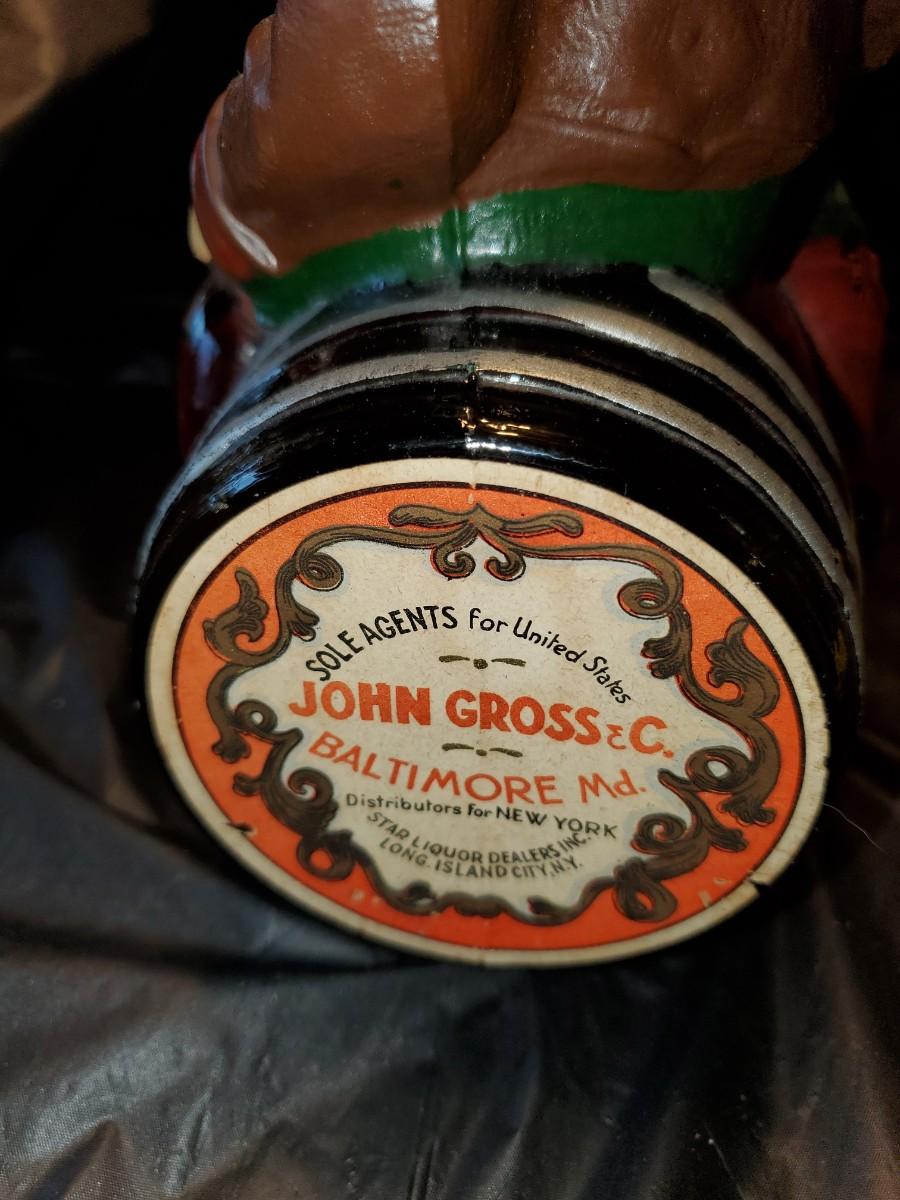 SOLE AGENTS for United States
JOHN GROSS & C.
BALTIMORE Md.
Distributors for NEW YORK
STAR LIQUOR DEALERS INC.
LONG ISLAND CITY, N.Y.